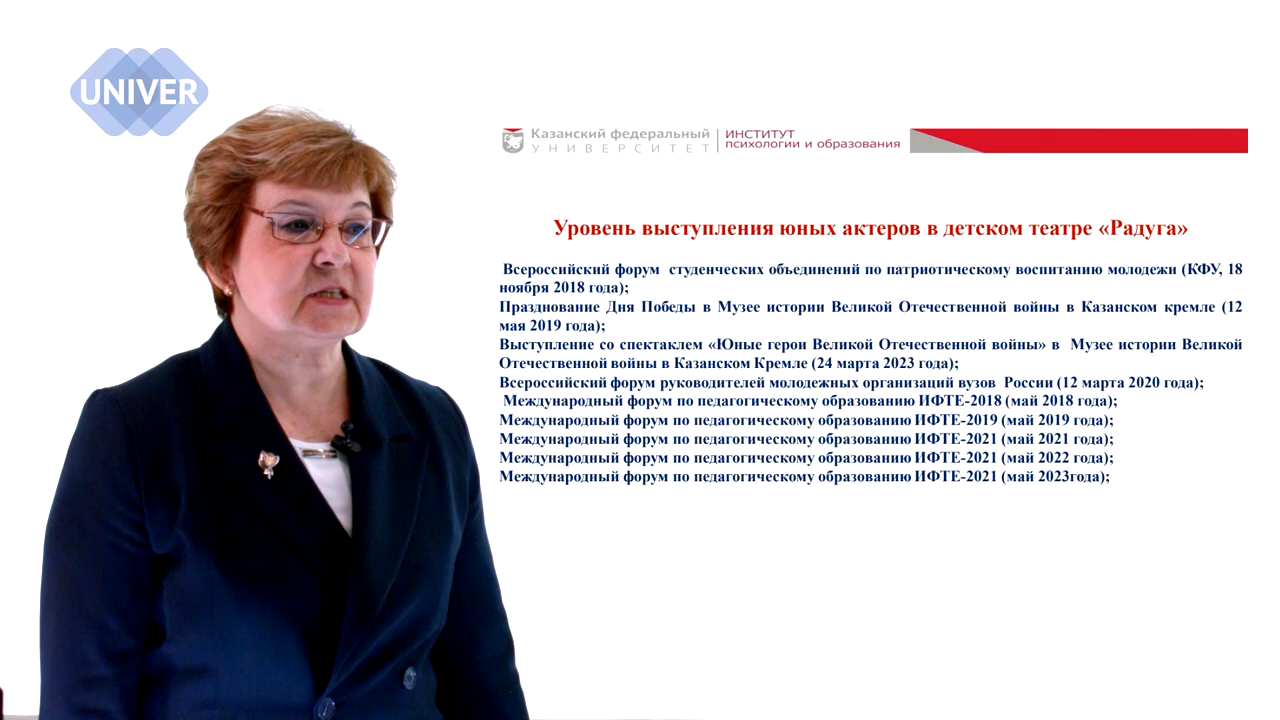 UNIVER
Казанский федеральный
УНИВЕРСИТЕТ
ИНСТИТУТ
психологии и образования
Уровень выступления юных актеров в детском театре «Радуга»
Всероссийский форум студенческих объединений по патриотическому воспитанию молодежи (КФУ, 18
ноября 2018 года);
Празднование Дня Победы в Музее истории Великой Отечественной войны в Казанском кремле (12
мая 2019 года);
Выступление со спектаклем «Юные герои Великой Отечественной войны» в Музее истории Великой
Отечественной войны в Казанском Кремле (24 марта 2023 года);
Всероссийский форум руководителей молодежных организаций вузов России (12 марта 2020 года);
Международный форум по педагогическому образованию ИФТЕ-2018 (май 2018 года);
Международный форум по педагогическому образованию ИФТЕ-2019 (май 2019 года);
Международный форум по педагогическому образованию ИФТЕ-2021 (май 2021 года);
Международный форум по педагогическому образованию ИФТЕ-2021 (май 2022 года);
Международный форум по педагогическому образованию ИФТЕ-2021 (май 2023года);